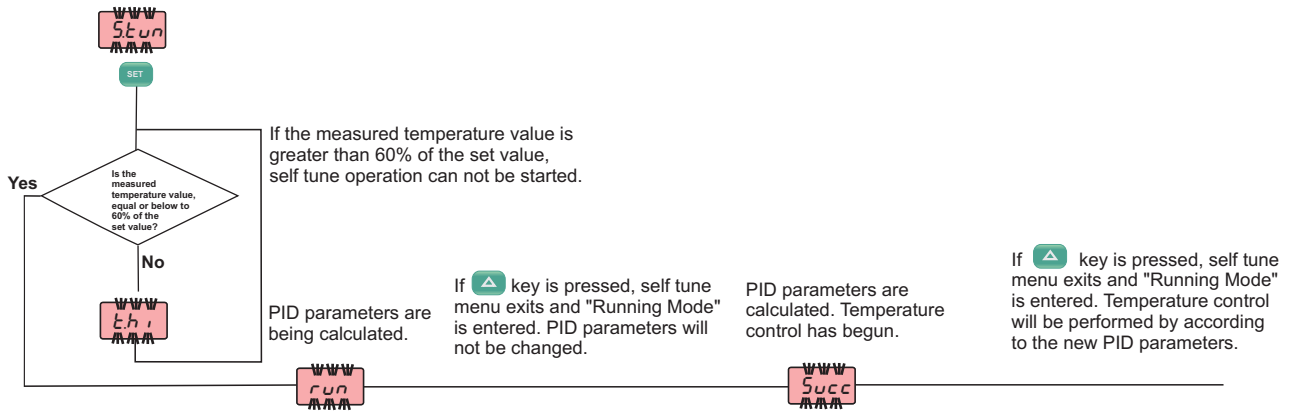 S.tun
SET
If the measured temperature value is
greater than 60% of the set value,
self tune operation can not be started.
Yes
Is the
measured
temperature value,
equal or below to
60% of the
set value?
No
t.hi
PID parameters are
being calculated.
run
If △ key is pressed, self tune
menu exits and "Running Mode"
is entered. PID parameters will
not be changed.
PID parameters are
calculated. Temperature
control has begun.
Succ
If △ key is pressed, self tune
menu exits and "Running Mode"
is entered. Temperature control
will be performed by according
to the new PID parameters.